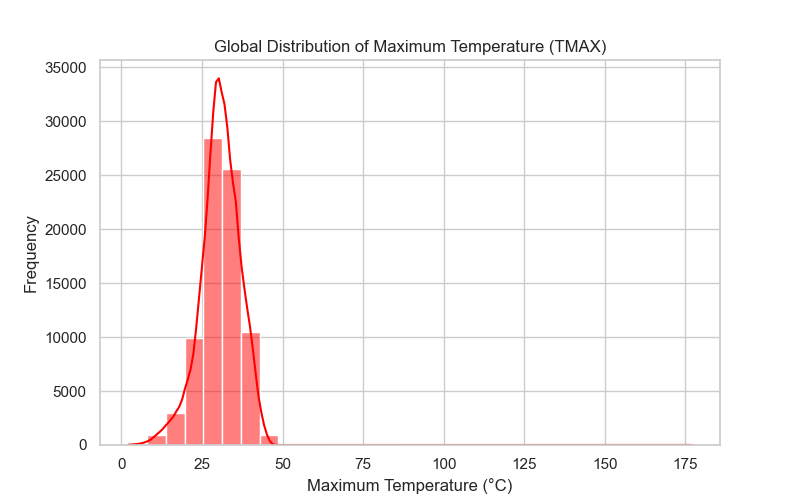 Global Distribution of Maximum Temperature (TMAX)
35000
30000
25000
20000
15000
10000
5000
0
Frequency
0 25 50 75 100 125 150 175
Maximum Temperature (°C)